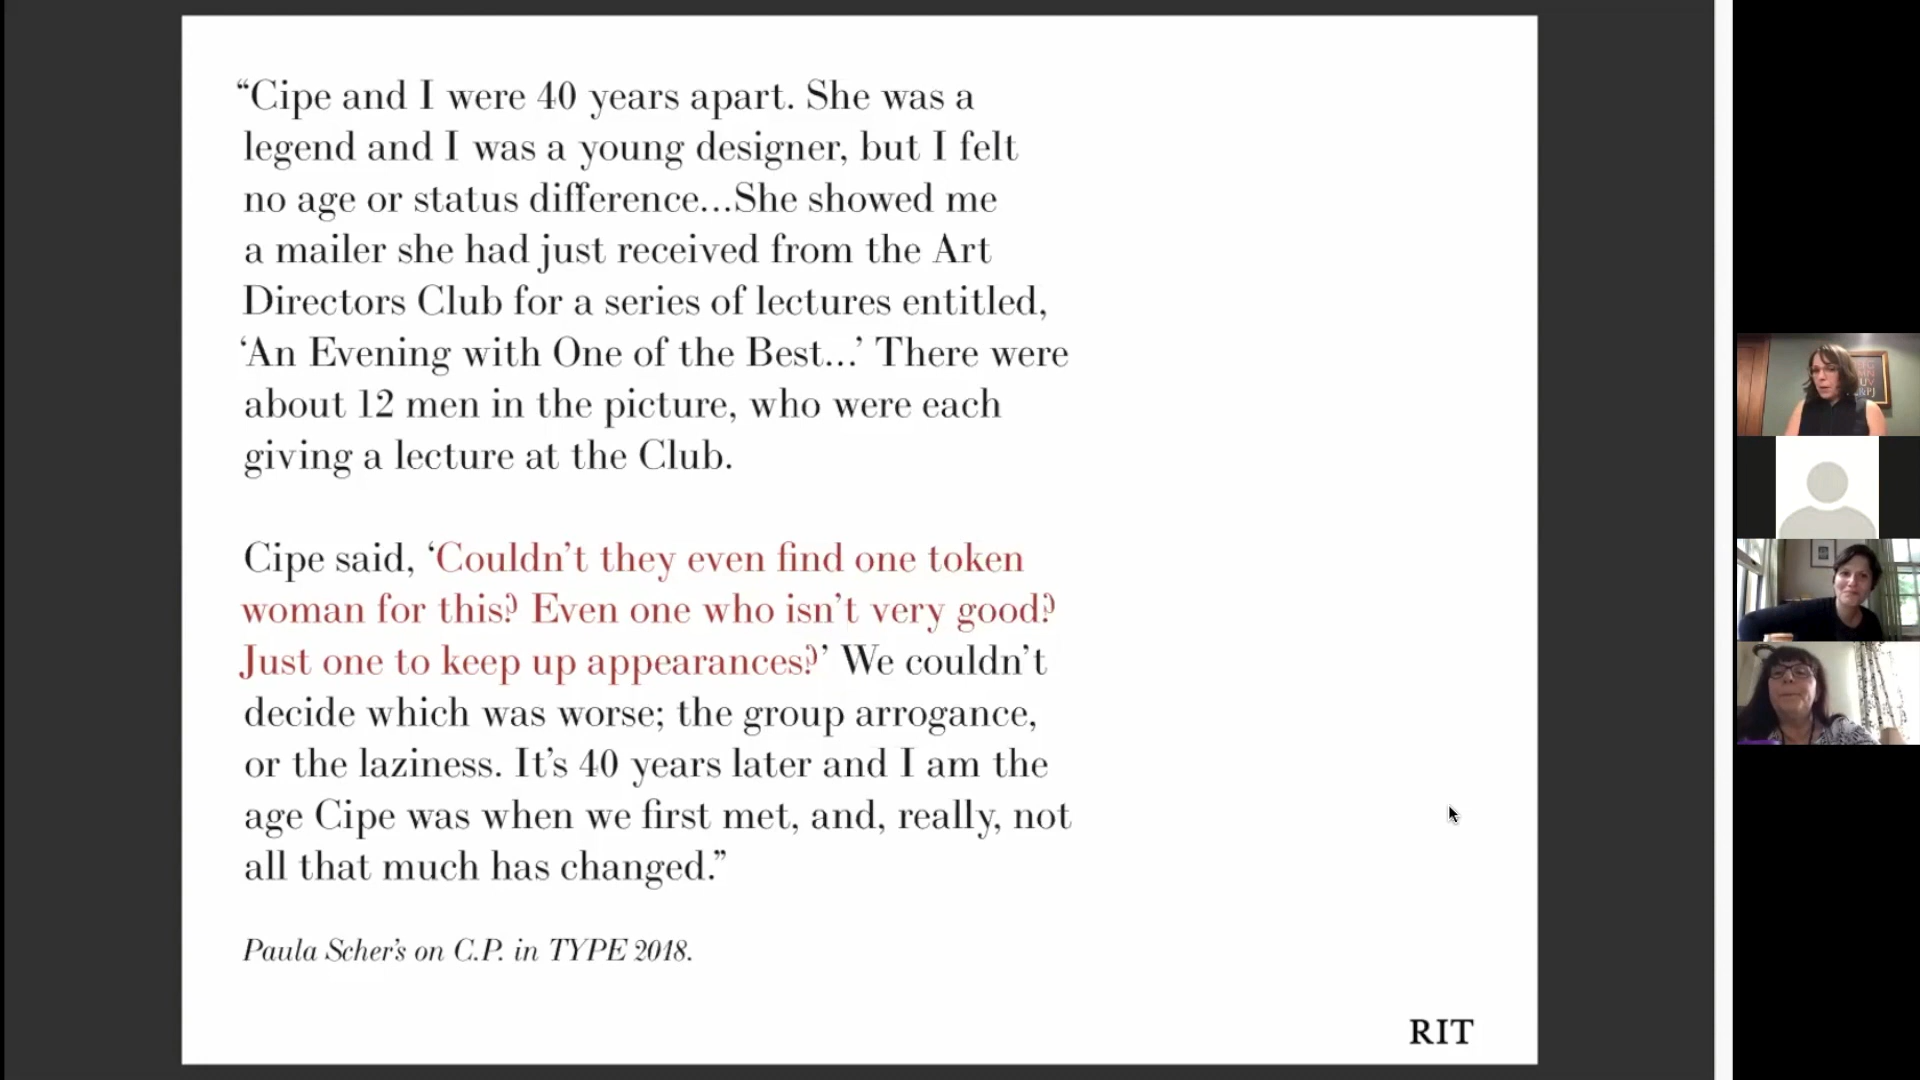 “Cipe and I were 40 years apart. She was a
legend and I was a young designer, but I felt
no age or status difference...She showed me
a mailer she had just received from the Art
Directors Club for a series of lectures entitled,
‘An Evening with One of the Best...’ There were
about 12 men in the picture, who were each
giving a lecture at the Club.
Cipe said, ‘Couldn’t they even find one token
woman for this? Even one who isn’t very good?
Just one to keep up appearances?’ We couldn’t
decide which was worse; the group arrogance,
or the laziness. It’s 40 years later and I am the
age Cipe was when we first met, and, really, not
all that much has changed.”
Paula Scher’s on C.P. in TYPE 2018.
RIT